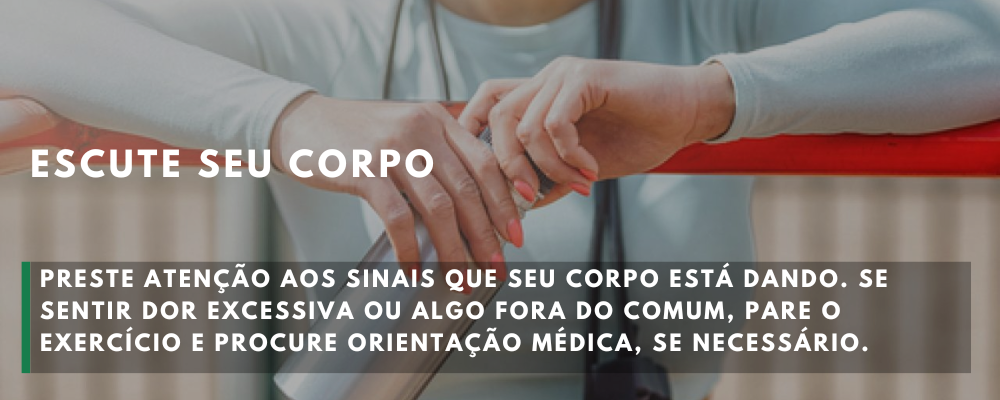 ESCUTE SEU CORPO
PRESTE ATENÇÃO AOS SINAIS QUE SEU CORPO ESTÁ DANDO. SE
SENTIR DOR EXCESSIVA OU ALGO FORA DO COMUM, PARE O
EXERCÍCIO E PROCURE ORIENTAÇÃO MÉDICA, SE NECESSÁRIO.